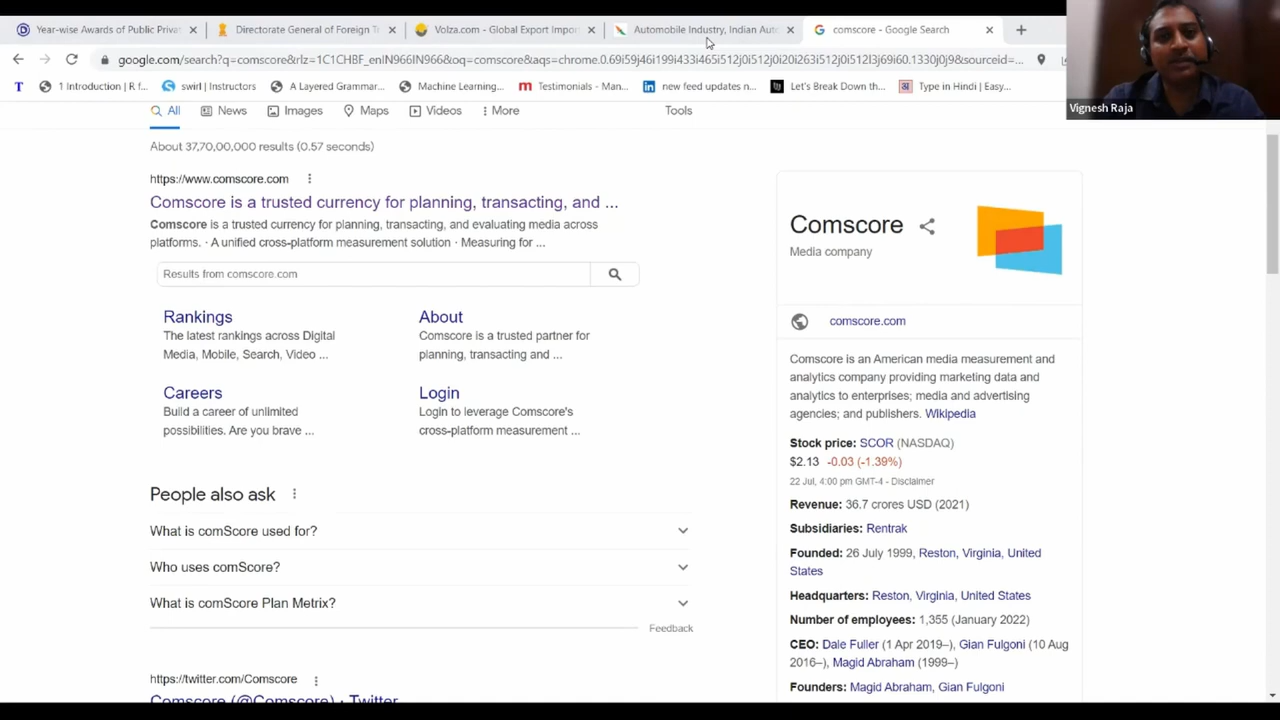 Year-wise Awards of Public Privat
Directorate General of Foreign T
Volza.com - Global Export Impor
Automobile Industry, Indian Auto
comscore - Google Search
google.com/search?q=comscore&rlz=1C1CHBF_enIN966IN966&oq=comscore&aqs=chrome.0.69i59j46i199i433i465i512j0i512j0i20i263i512j0i512l3j69i60.1330j0j9&sourceid=...
1 Introduction | R f...
swirl | Instructors
A Layered Grammar...
Machine Learning,...
Testimonials - Man...
new feed updates n...
Let's Break Down th...
Type in Hindi | Easy...
Vignesh Raja
All
News
Images
Maps
Videos
More
Tools
About 37,70,00,000 results (0.57 seconds)
https://www.comscore.com
Comscore is a trusted currency for planning, transacting, and ...
Comscore is a trusted currency for planning, transacting, and evaluating media across
platforms. · A unified cross-platform measurement solution · Measuring for ...
Results from comscore.com
Rankings
The latest rankings across Digital
Media, Mobile, Search, Video ...
About
Comscore is a trusted partner for
planning, transacting and ...
Careers
Build a career of unlimited
possibilities. Are you brave ...
Login
Login to leverage Comscore's
cross-platform measurement ...
People also ask
What is comScore used for?
Who uses comScore?
What is comScore Plan Metrix?
Feedback
https://twitter.com/Comscore
Comscore (@Comscore) · Twitter
Comscore
Media company
comscore.com
Comscore is an American media measurement and
analytics company providing marketing data and
analytics to enterprises; media and advertising
agencies; and publishers. Wikipedia
Stock price: SCOR (NASDAQ)
$2.13 -0.03 (-1.39%)
22 Jul, 4:00 pm GMT-4 - Disclaimer
Revenue: 36.7 crores USD (2021)
Subsidiaries: Rentrak
Founded: 26 July 1999, Reston, Virginia, United
States
Headquarters: Reston, Virginia, United States
Number of employees: 1,355 (January 2022)
CEO: Dale Fuller (1 Apr 2019–), Gian Fulgoni (10 Aug
2016–), Magid Abraham (1999–)
Founders: Magid Abraham, Gian Fulgoni